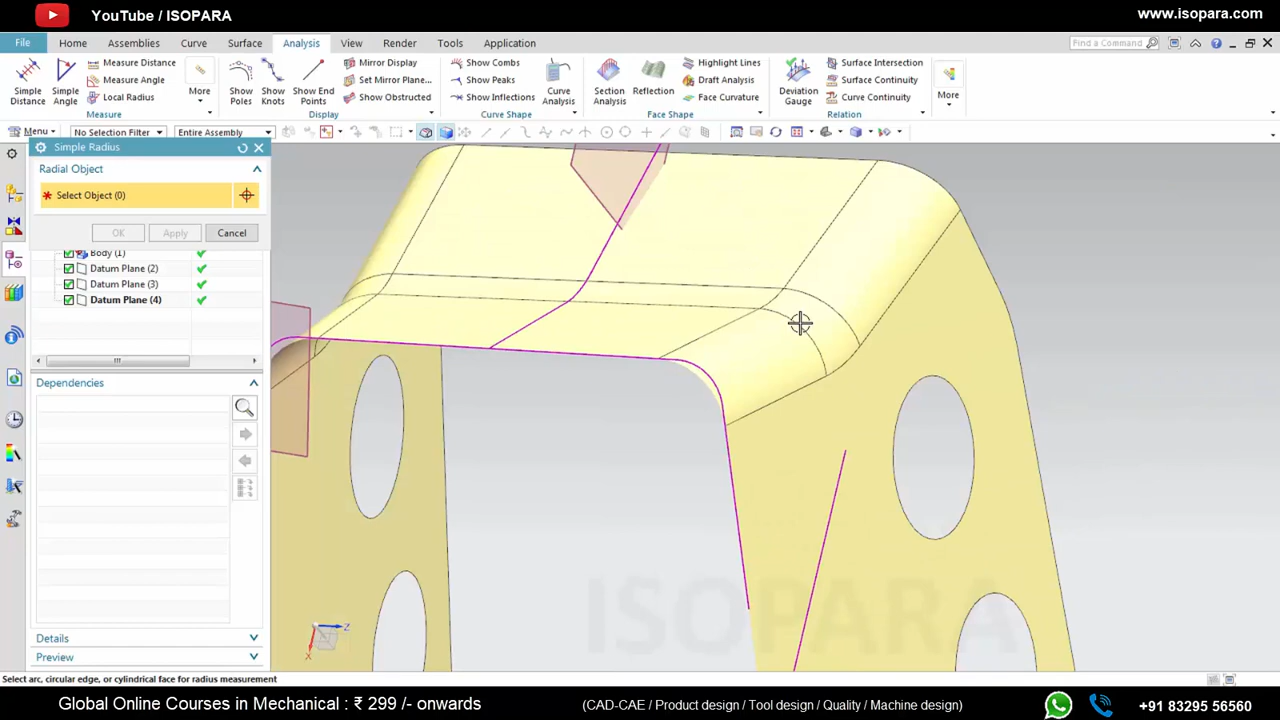 YouTube / ISOPARA
www.isopara.com
File Home Assemblies Curve Surface Analysis View Render Tools Application Find a Command
Simple Distance
Simple Angle
Measure Distance
Measure Angle
Local Radius
More
Show Poles
Show Knots
Show End Points
Mirror Display
Set Mirror Plane...
Show Obstructed
Show Combs
Show Peaks
Show Inflections
Curve Analysis
Section Analysis
Reflection
Highlight Lines
Draft Analysis
Face Curvature
Deviation Gauge
Surface Intersection
Surface Continuity
Curve Continuity
More
Measure Display Curve Shape Face Shape Relation
Menu No Selection Filter Entire Assembly
Simple Radius
Radial Object
* Select Object (0)
OK Apply Cancel
Body (1)
Datum Plane (2)
Datum Plane (3)
Datum Plane (4)
Dependencies
Details
Preview
Z
X
ISOPARA
Select arc, circular edge, or cylindrical face for radius measurement
Global Online Courses in Mechanical : ₹ 299 /- onwards
(CAD-CAE / Product design / Tool design / Quality / Machine design)
+91 83295 56560